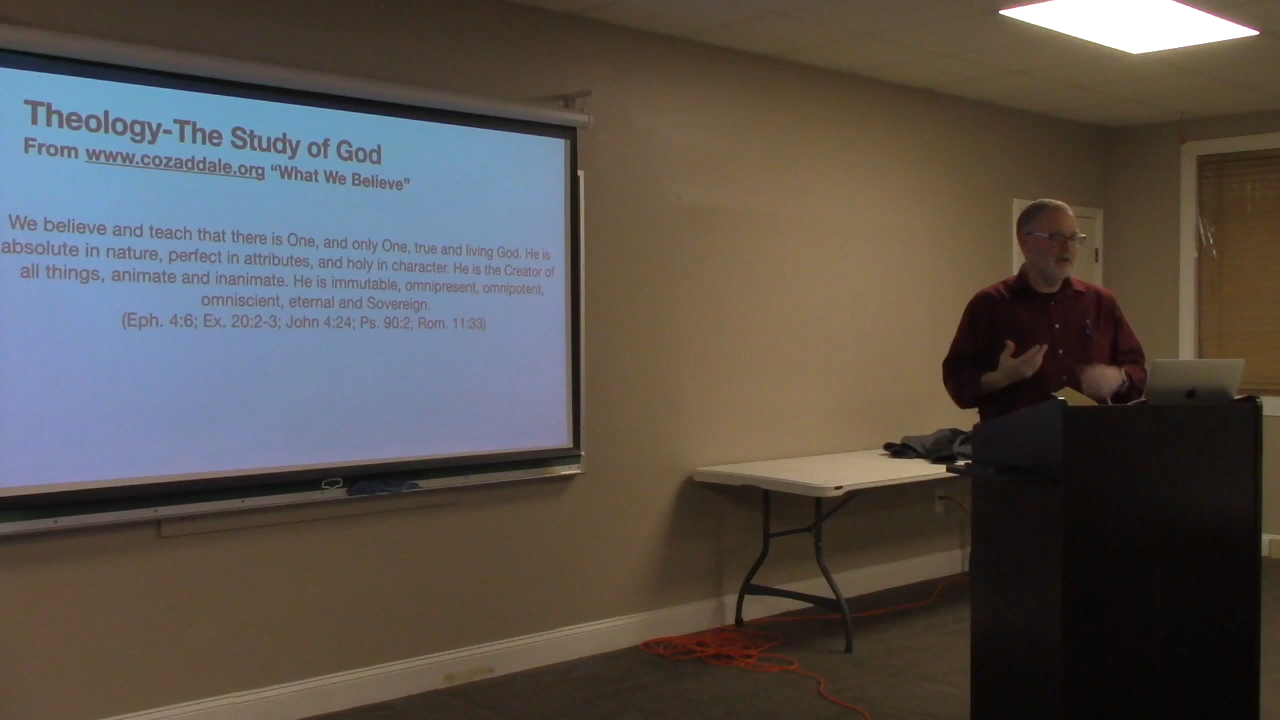 Theology-The Study of God
From www.cozaddale.org “What We Believe”
We believe and teach that there is One, and only One, true and living God. He is
absolute in nature, perfect in attributes, and holy in character. He is the Creator of
all things, animate and inanimate. He is immutable, omnipresent, omnipotent,
omniscient, eternal and Sovereign.
(Eph. 4:6; Ex. 20:2-3; John 4:24; Ps. 90:2; Rom. 11:33)